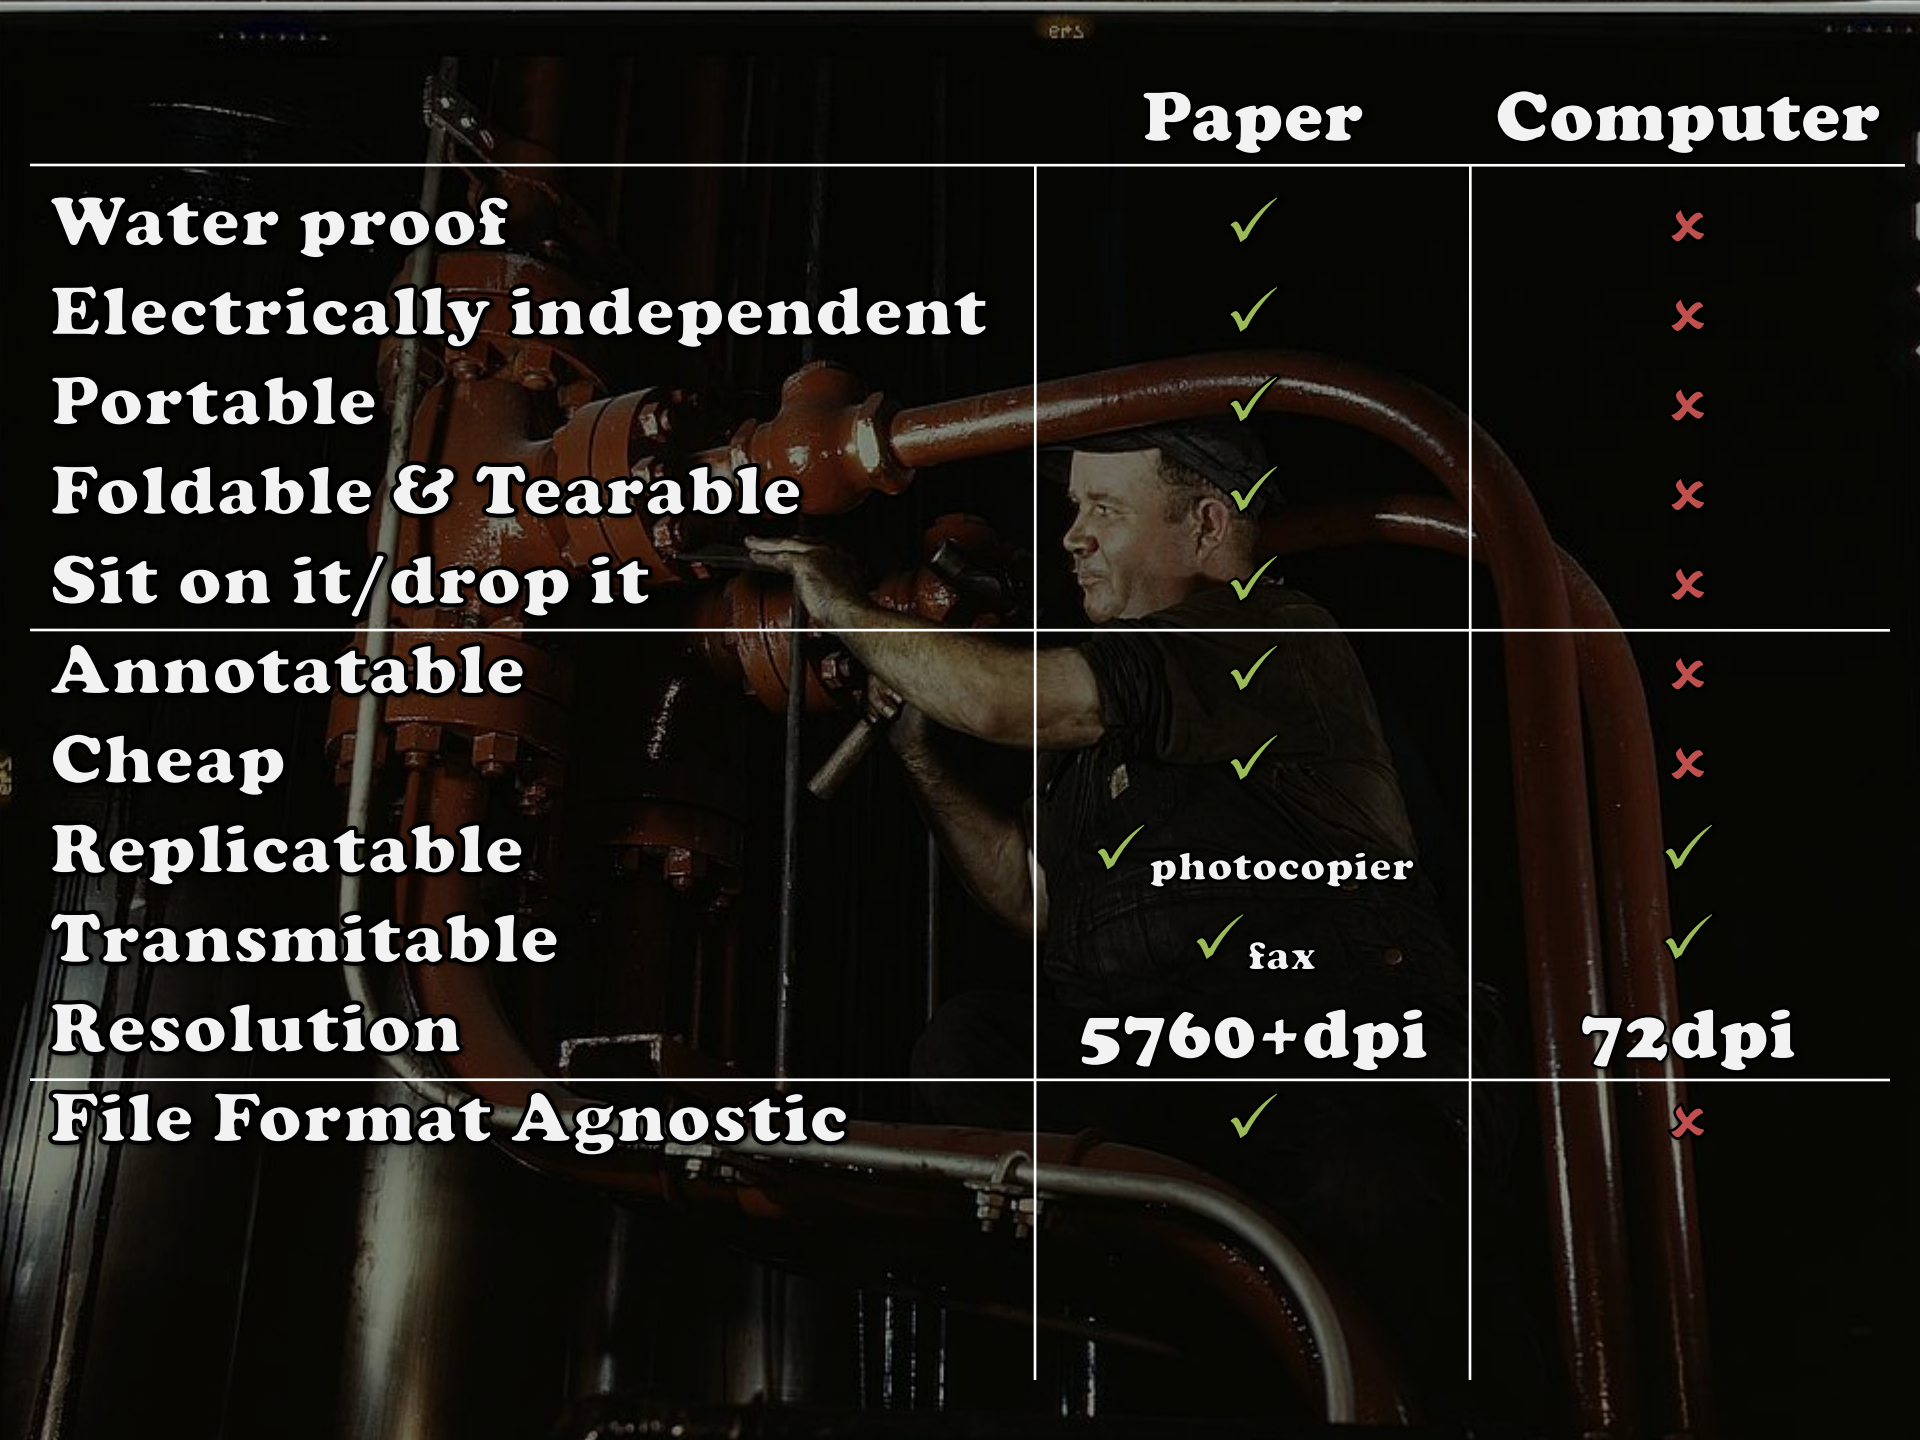 Paper Computer
Water proof ✓ ✗
Electrically independent ✓ ✗
Portable ✓ ✗
Foldable & Tearable ✓ ✗
Sit on it/drop it ✓ ✗
Annotatable ✓ ✗
Cheap ✓ ✗
Replicatable ✓ photocopier ✓
Transmitable ✓ fax ✓
Resolution 5760+dpi 72dpi
File Format Agnostic ✓ ✗